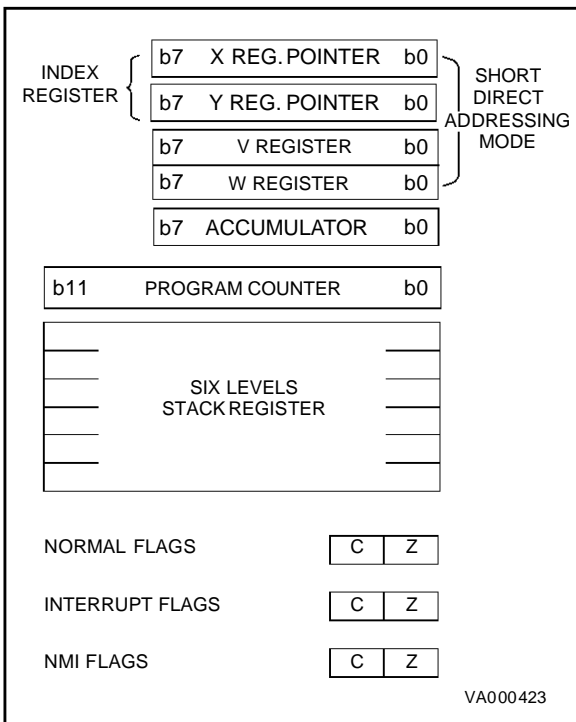 INDEX
REGISTER
b7 X REG. POINTER b0
b7 Y REG. POINTER b0
b7 V REGISTER b0
b7 W REGISTER b0
SHORT
DIRECT
ADDRESSING
MODE
b7 ACCUMULATOR b0
b11 PROGRAM COUNTER b0
SIX LEVELS
STACK REGISTER
NORMAL FLAGS C Z
INTERRUPT FLAGS C Z
NMI FLAGS C Z
VA000423